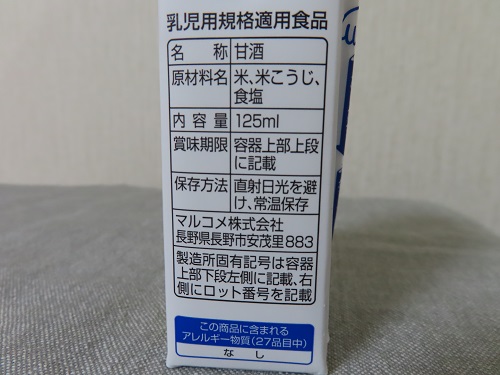 乳児用規格適用食品
名 称 甘酒
原材料名 米、米こうじ、
食塩
内 容 量 125ml
賞味期限 容器上部上段
に記載
保存方法 直射日光を避
け、常温保存
マルコメ株式会社
長野県長野市安茂里883
製造所固有記号は容器
上部下段左側に記載、右
側にロット番号を記載
この商品に含まれる
アレルギー物質(27品目中)
な し